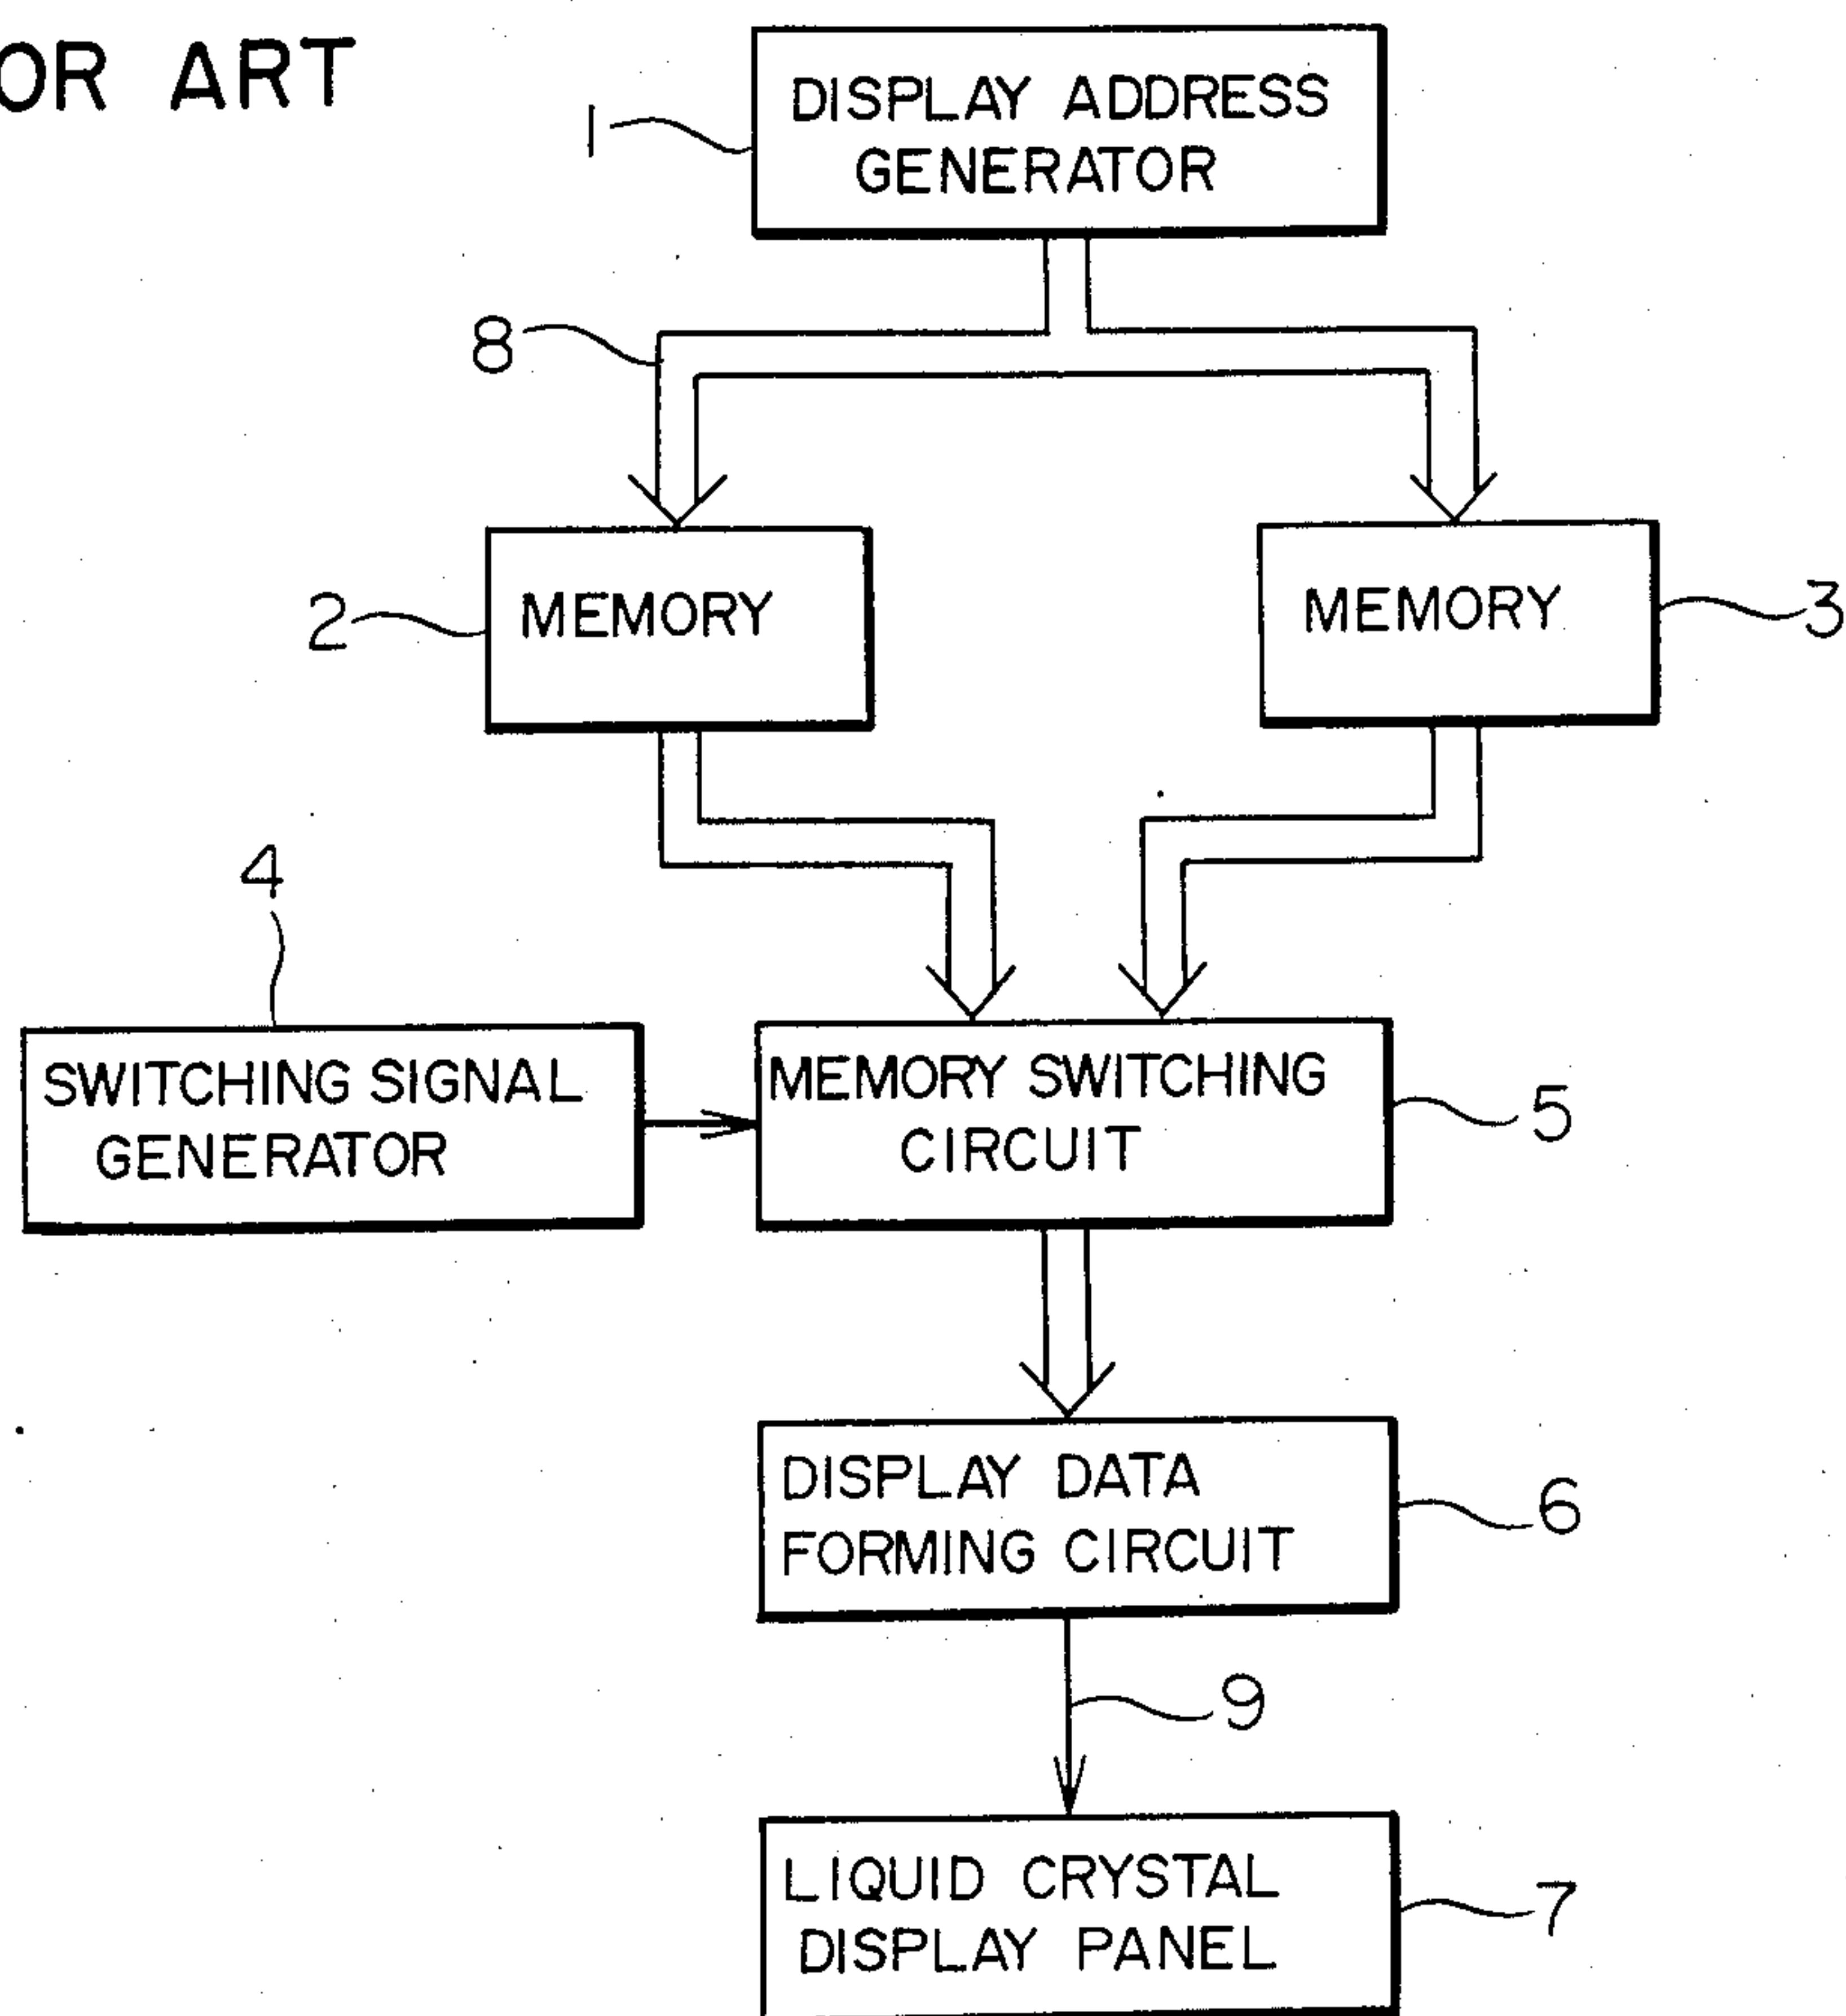 OR ART
DISPLAY ADDRESS
GENERATOR
1
8
MEMORY
2
MEMORY
3
4
SWITCHING SIGNAL
GENERATOR
MEMORY SWITCHING
CIRCUIT
5
DISPLAY DATA
FORMING CIRCUIT
6
9
LIQUID CRYSTAL
DISPLAY PANEL
7